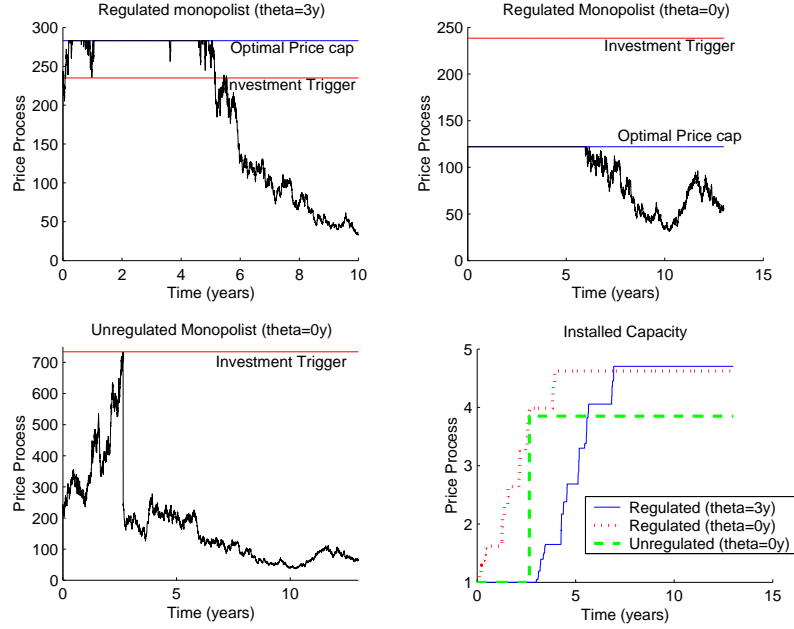 Regulated monopolist (theta=3y)
300
250
200
150
100
50
0
Price Process
Optimal Price cap
Investment Trigger
0 2 4 6 8 10
Time (years)
Regulated Monopolist (theta=0y)
250
200
150
100
50
0
Price Process
Investment Trigger
Optimal Price cap
0 5 10 15
Time (years)
Unregulated Monopolist (theta=0y)
700
600
500
400
300
200
100
0
Price Process
Investment Trigger
0 5 10
Time (years)
Installed Capacity
5
4
3
2
1
Price Process
Regulated (theta=3y)
Regulated (theta=0y)
Unregulated (theta=0y)
0 5 10 15
Time (years)